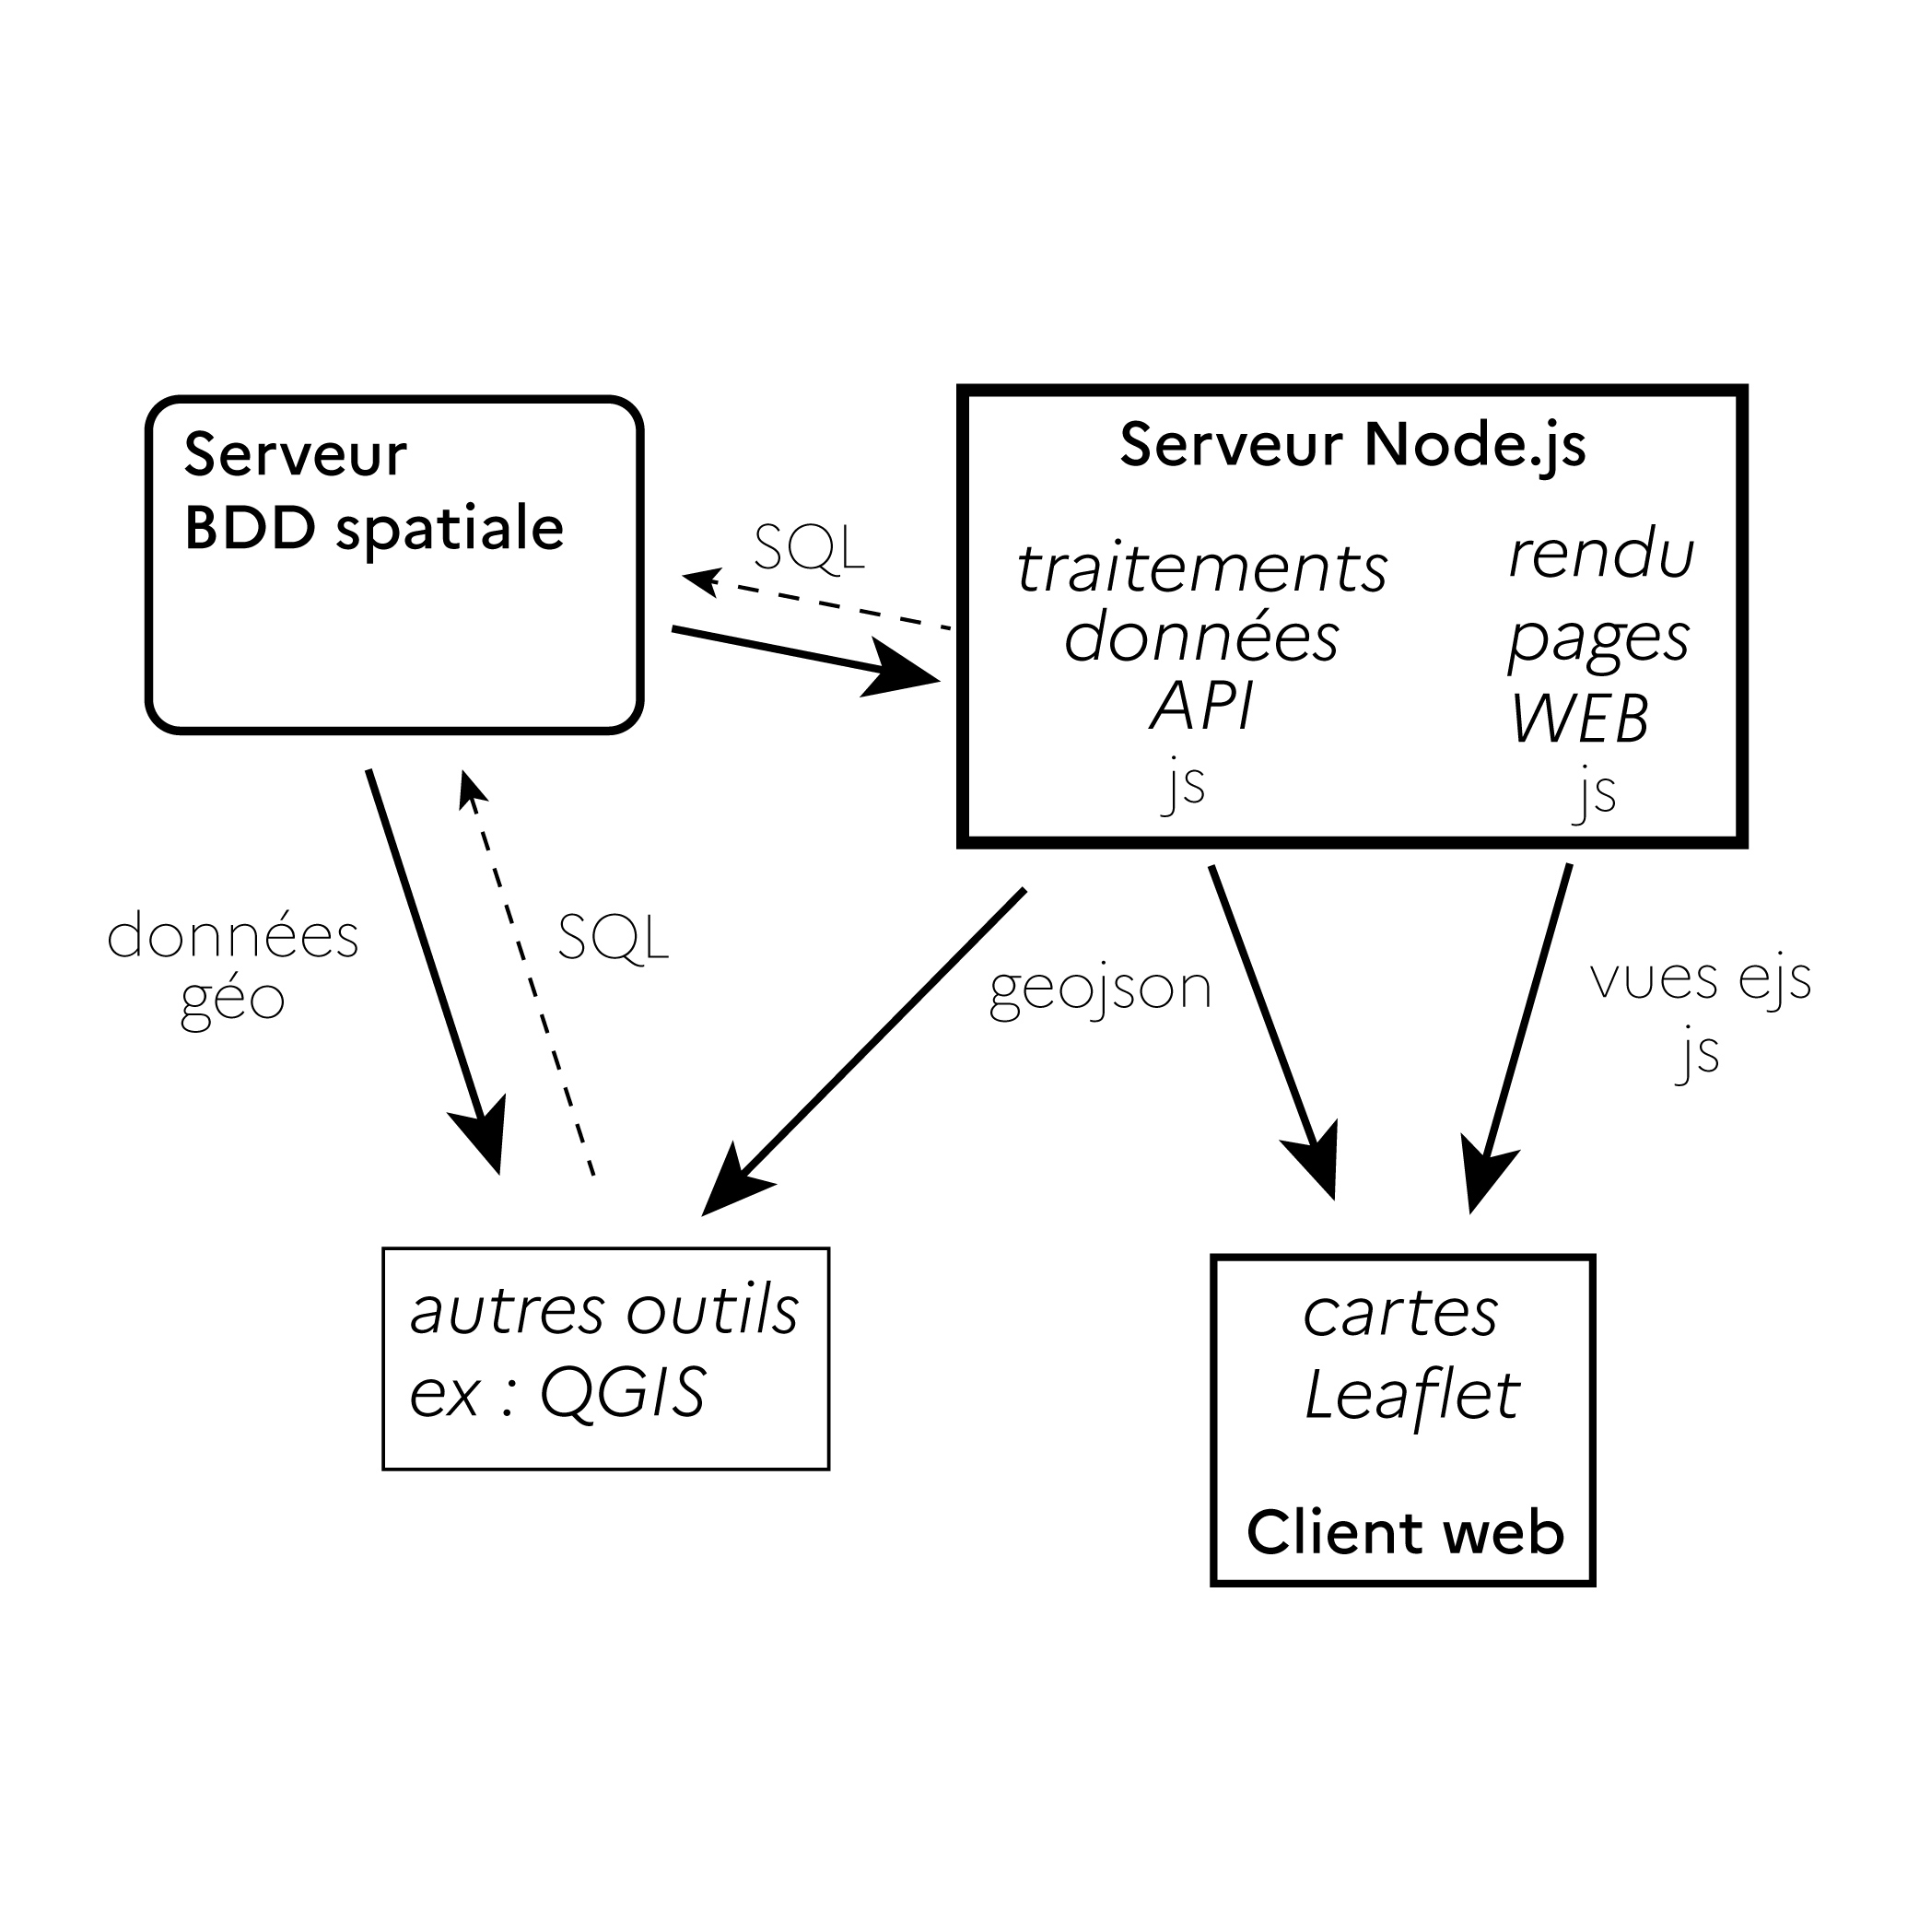 Serveur
BDD spatiale
SQL
Serveur Node.js
traitements
données
API
js
rendu
pages
WEB
js
données
géo
SQL
geojson
vues ejs
js
autres outils
ex : QGIS
cartes
Leaflet
Client web